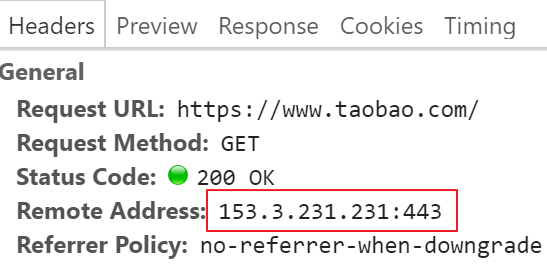 Headers Preview Response Cookies Timing
General
Request URL: https://www.taobao.com/
Request Method: GET
Status Code: 200 OK
Remote Address: 153.3.231.231:443
Referrer Policy: no-referrer-when-downgrade